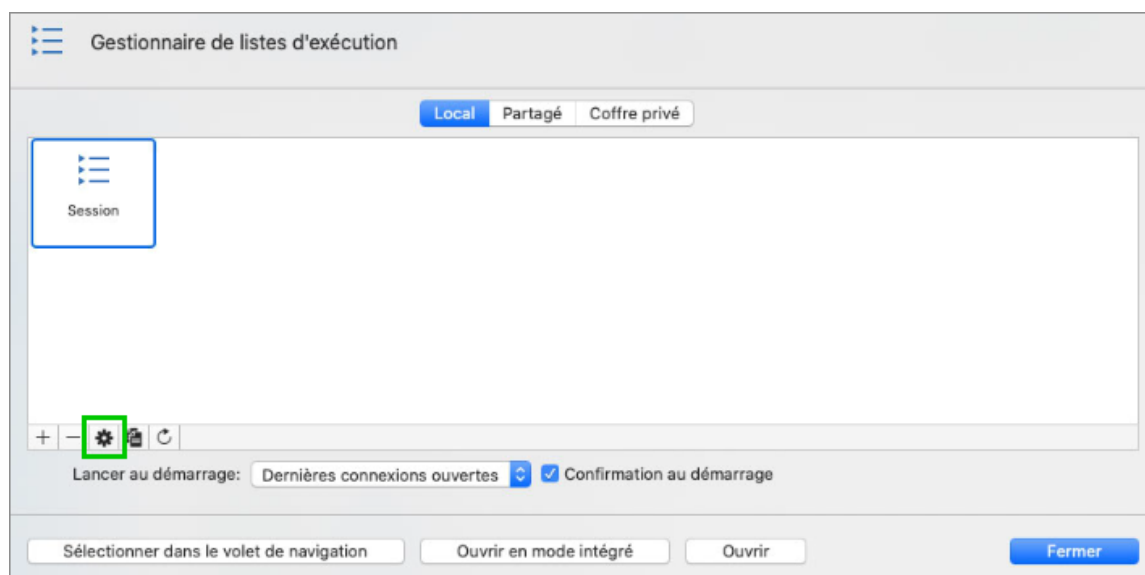 Gestionnaire de listes d'exécution
Local Partagé Coffre privé
Session
Lancer au démarrage: Dernières connexions ouvertes Confirmation au démarrage
Sélectionner dans le volet de navigation Ouvrir en mode intégré Ouvrir Fermer